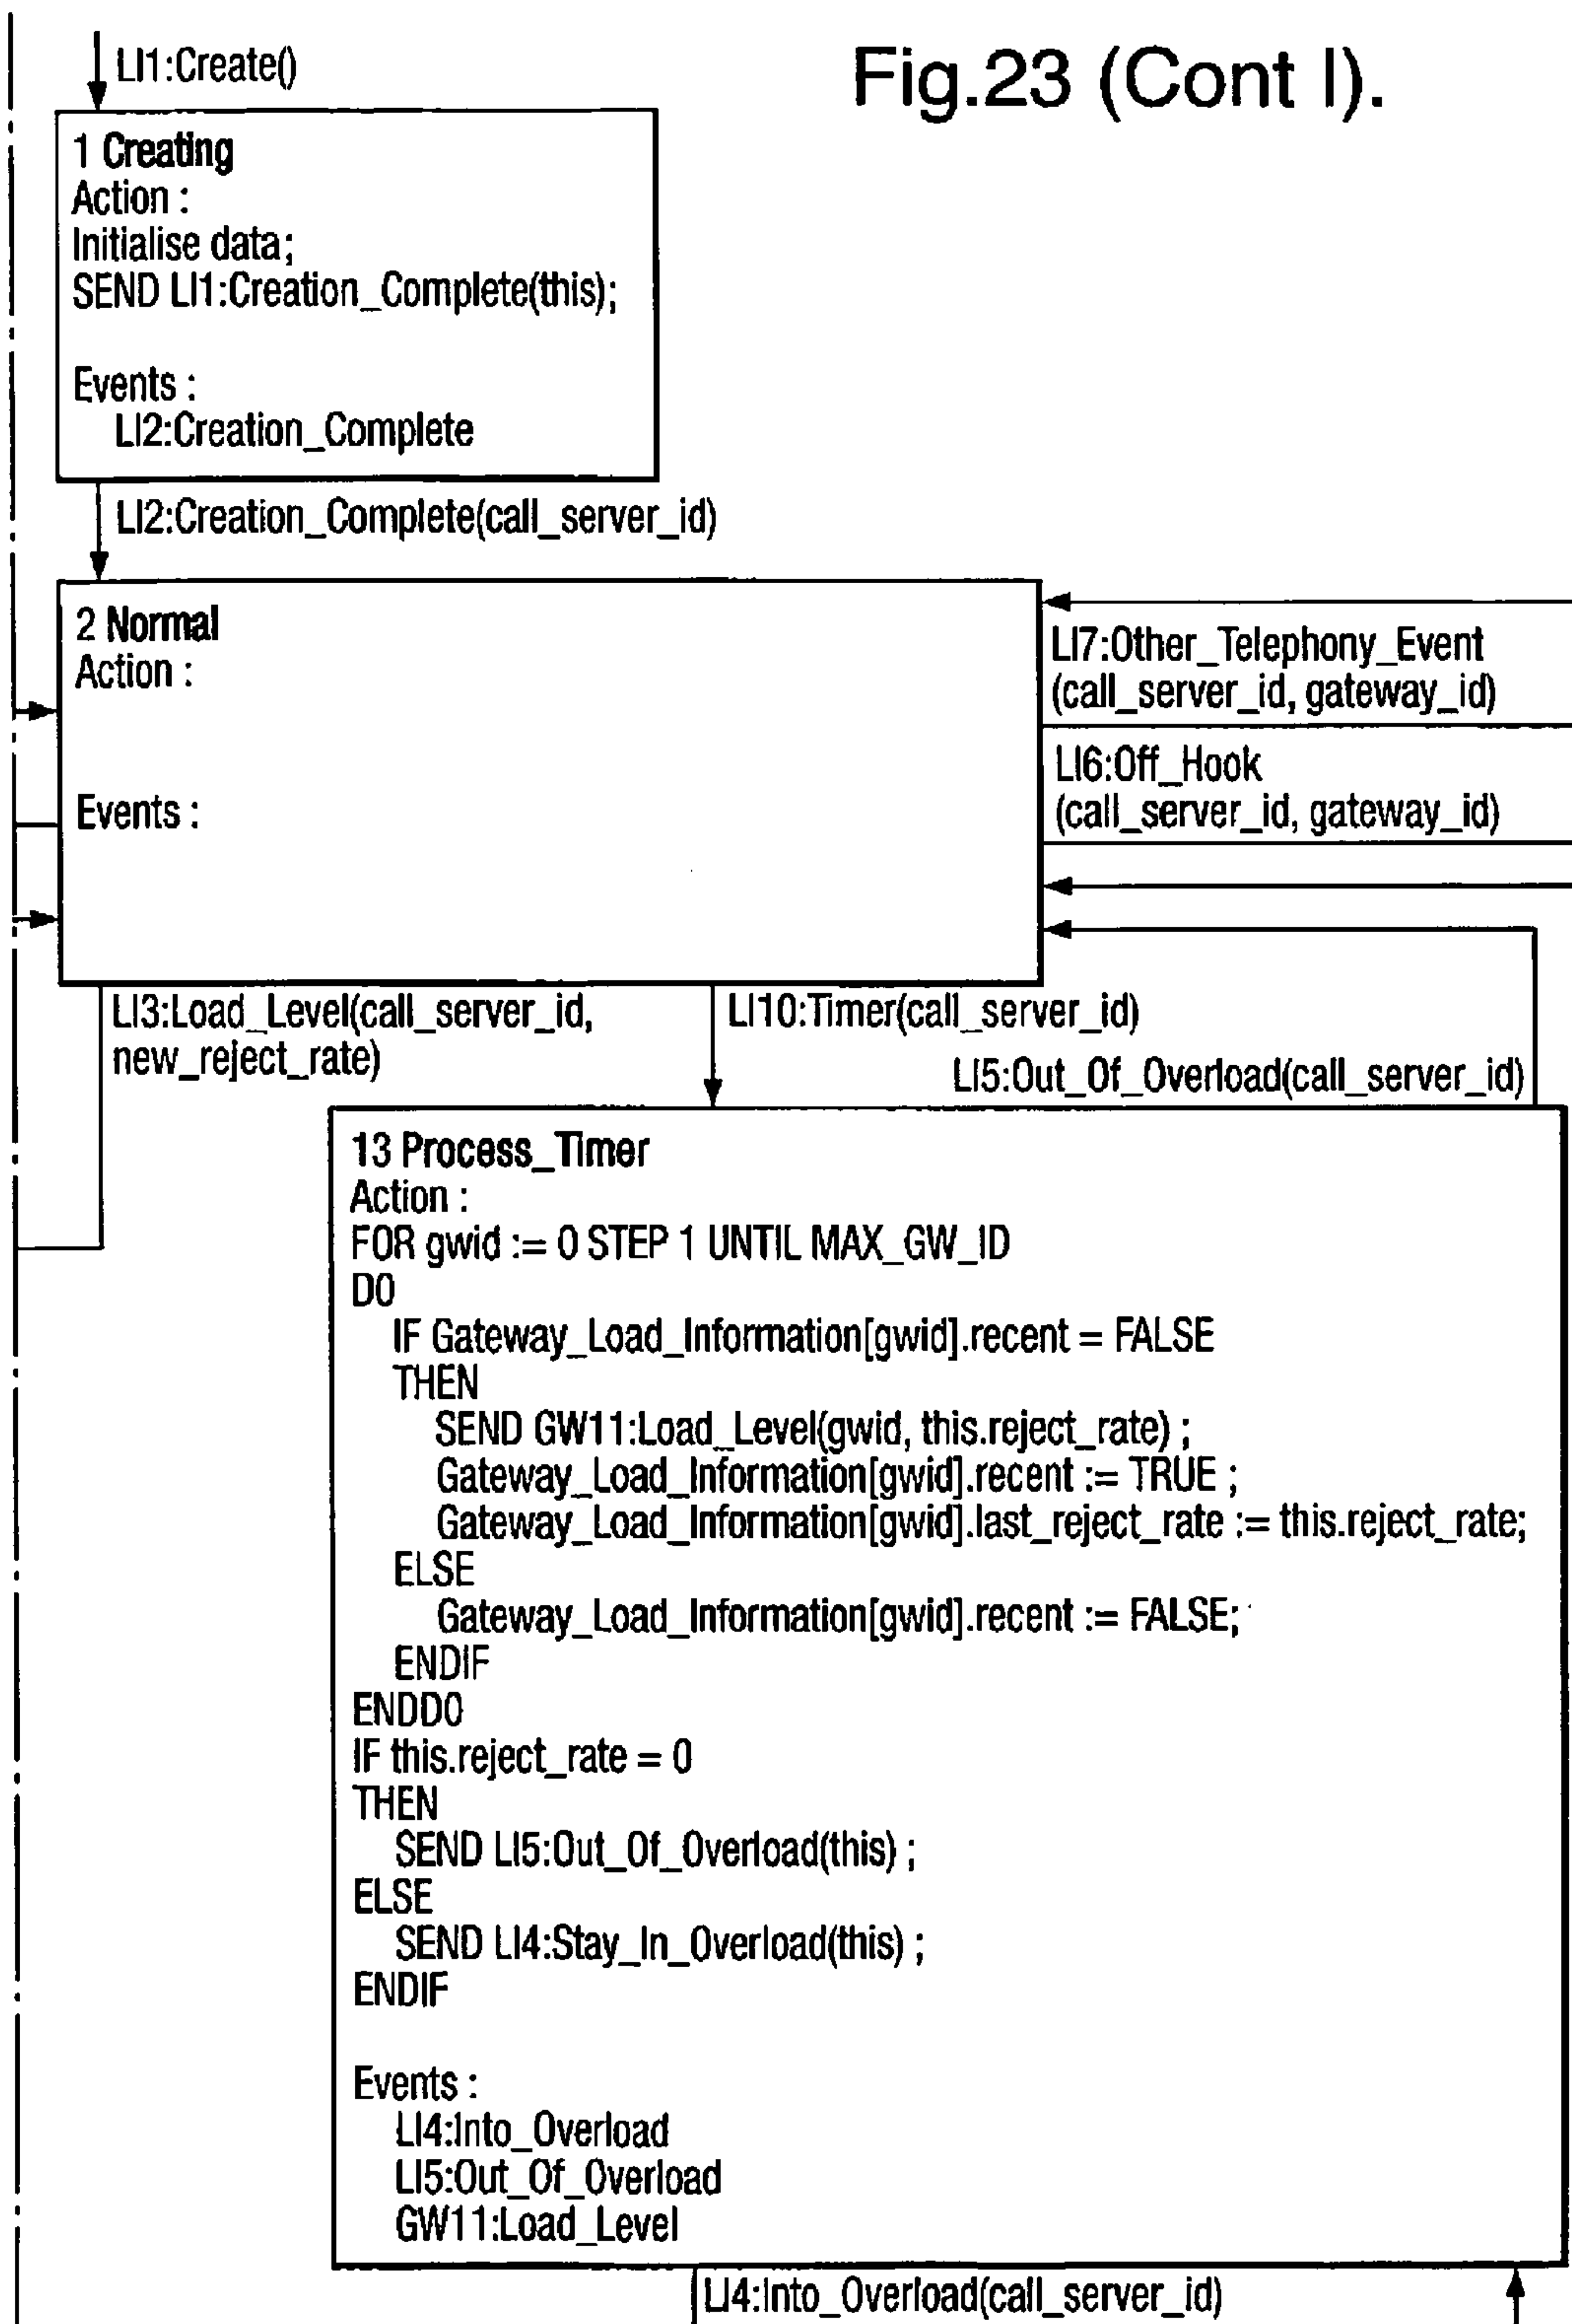 Fig.23 (Cont I).
LI1:Create()
1 Creating
Action :
Initialise data;
SEND LI1:Creation_Complete(this);
Events :
LI2:Creation_Complete
LI2:Creation_Complete(call_server_id)
2 Normal
Action :
Events :
LI7:Other_Telephony_Event
(call_server_id, gateway_id)
LI6:Off_Hook
(call_server_id, gateway_id)
LI3:Load_Level(call_server_id,
new_reject_rate)
LI10:Timer(call_server_id)
LI5:Out_Of_Overload(call_server_id)
13 Process_Timer
Action :
FOR gwid := 0 STEP 1 UNTIL MAX_GW_ID
DO
IF Gateway_Load_Information[gwid].recent = FALSE
THEN
SEND GW11:Load_Level(gwid, this.reject_rate) ;
Gateway_Load_Information[gwid].recent := TRUE ;
Gateway_Load_Information[gwid].last_reject_rate := this.reject_rate;
ELSE
Gateway_Load_Information[gwid].recent := FALSE;
ENDIF
ENDDO
IF this.reject_rate = 0
THEN
SEND LI5:Out_Of_Overload(this) ;
ELSE
SEND LI4:Stay_In_Overload(this) ;
ENDIF
Events :
LI4:Into_Overload
LI5:Out_Of_Overload
GW11:Load_Level
LI4:Into_Overload(call_server_id)